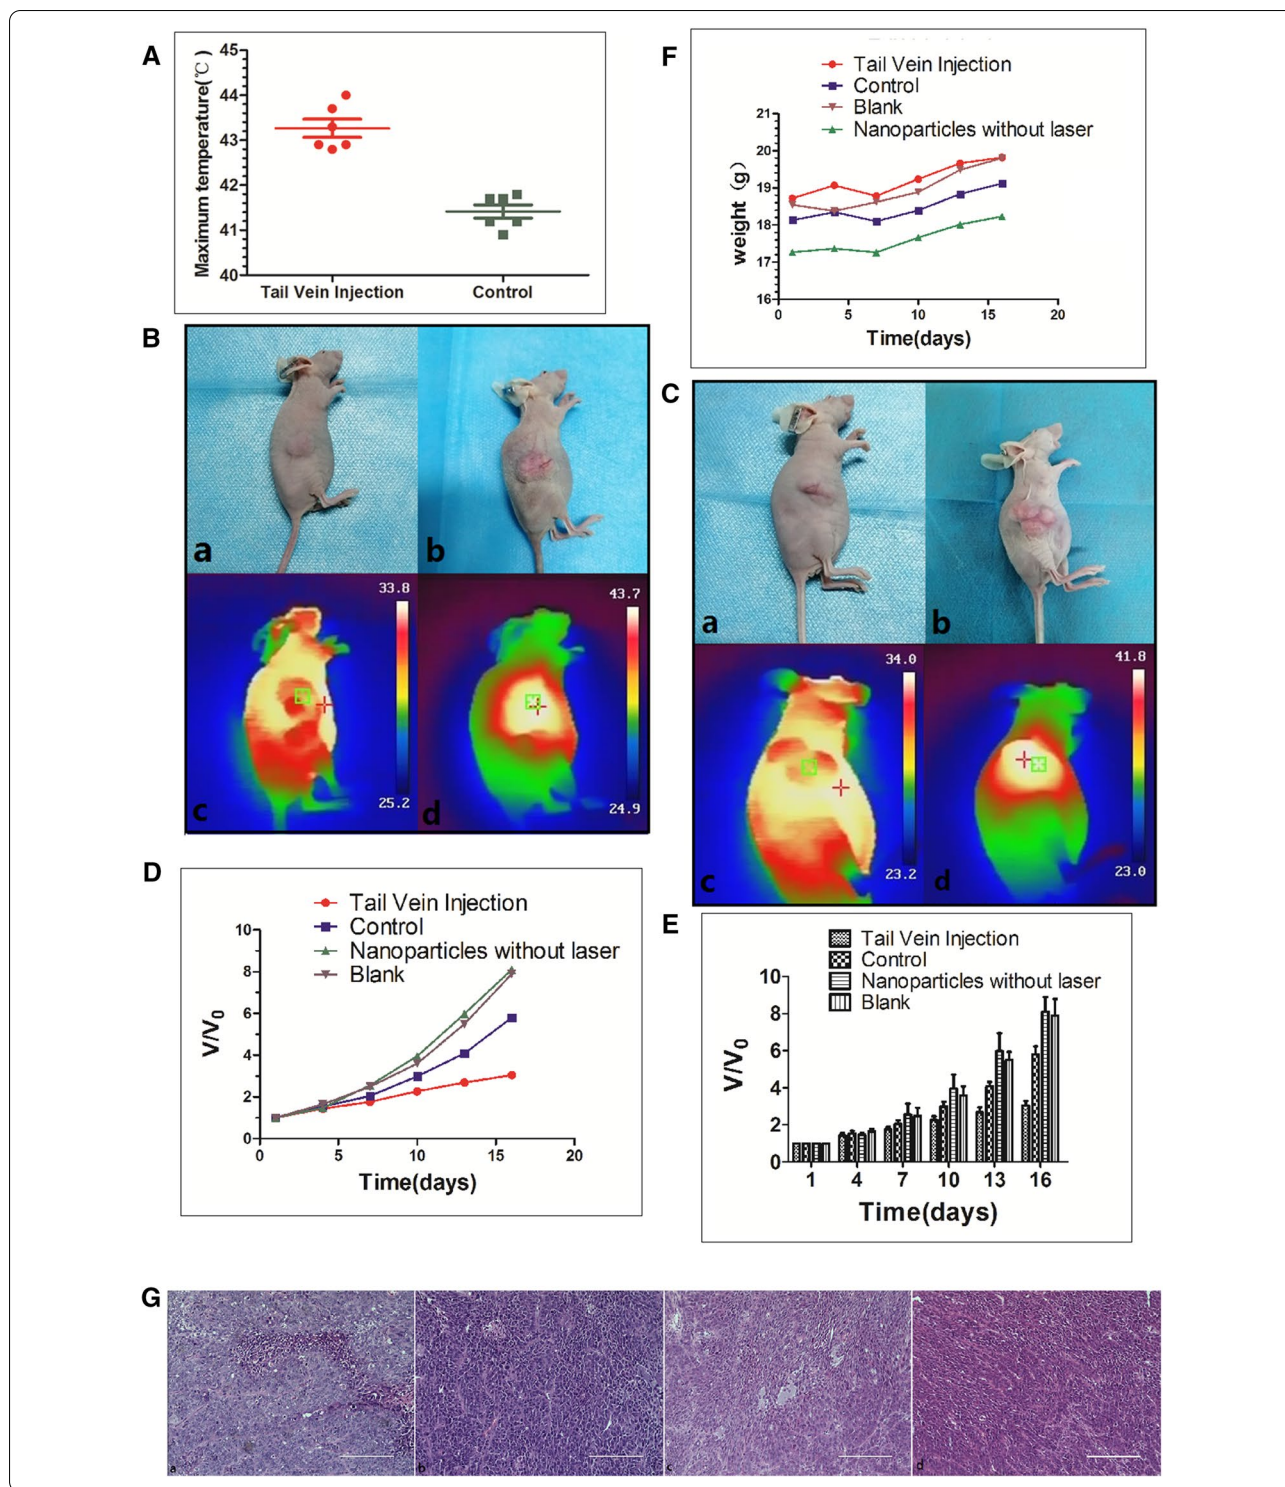 A
Maximum temperature(℃)
45
44
43
42
41
40
Tail Vein Injection
Control
B
a
b
33.8
25.2
c
43.7
24.9
d
F
Tail Vein Injection
Control
Blank
Nanoparticles without laser
weight (g)
21
20
19
18
17
16
0
5
10
15
20
Time(days)
C
a
b
34.0
23.2
c
41.8
23.0
d
D
Tail Vein Injection
Control
Nanoparticles without laser
Blank
V/V0
10
8
6
4
2
0
0
5
10
15
20
Time(days)
E
Tail Vein Injection
Control
Nanoparticles without laser
Blank
V/V0
10
8
6
4
2
0
1
4
7
10
13
16
Time(days)
G
a
b
c
d